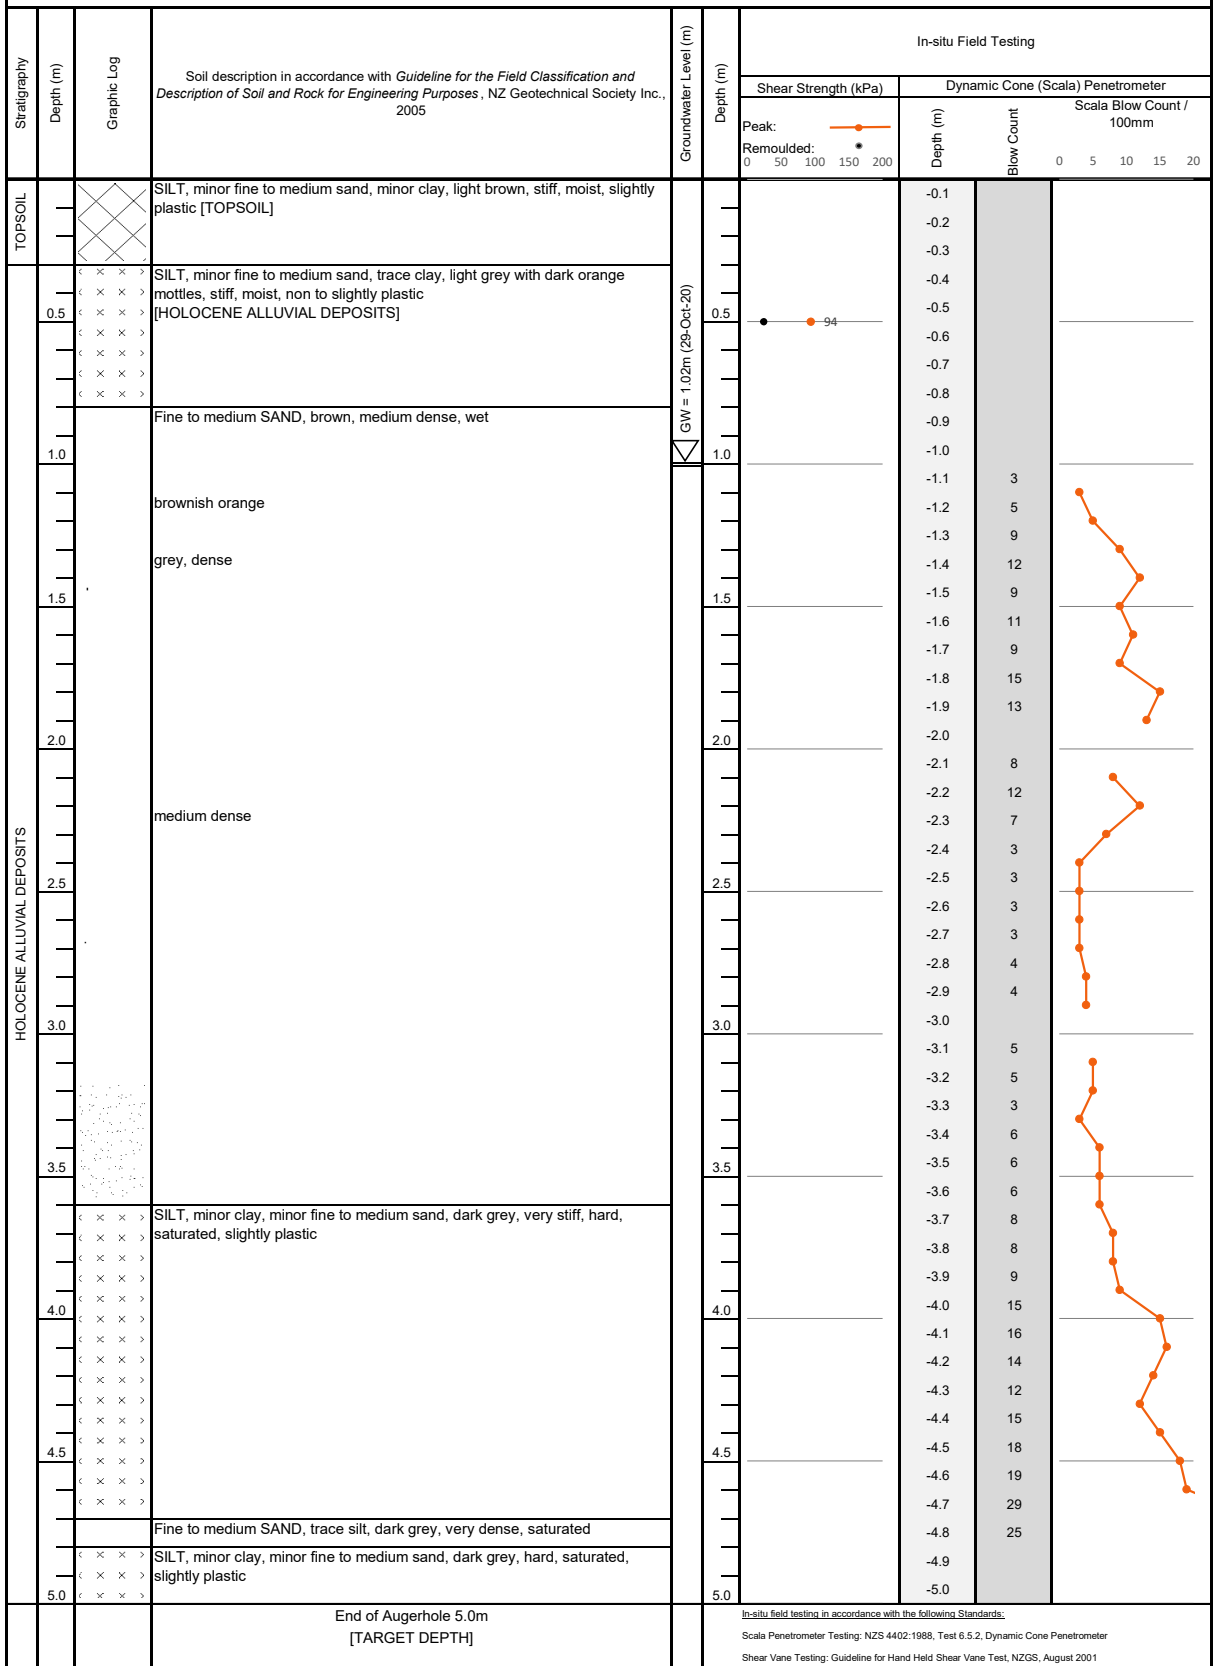 Stratigraphy
Depth (m)
Graphic Log
Soil description in accordance with Guideline for the Field Classification and
Description of Soil and Rock for Engineering Purposes, NZ Geotechnical Society Inc.,
2005
Groundwater Level (m)
Depth (m)
In-situ Field Testing
Shear Strength (kPa)
Peak:
Remoulded:
0 50 100 150 200
Dynamic Cone (Scala) Penetrometer
Depth (m)
Blow Count
Scala Blow Count /
100mm
0 5 10 15 20
TOPSOIL
SILT, minor fine to medium sand, minor clay, light brown, stiff, moist, slightly
plastic [TOPSOIL]
HOLOCENE ALLUVIAL DEPOSITS
SILT, minor fine to medium sand, trace clay, light grey with dark orange
mottles, stiff, moist, non to slightly plastic
[HOLOCENE ALLUVIAL DEPOSITS]
Fine to medium SAND, brown, medium dense, wet
brownish orange
grey, dense
medium dense
SILT, minor clay, minor fine to medium sand, dark grey, very stiff, hard,
saturated, slightly plastic
Fine to medium SAND, trace silt, dark grey, very dense, saturated
SILT, minor clay, minor fine to medium sand, dark grey, hard, saturated,
slightly plastic
0.5
1.0
1.5
2.0
2.5
3.0
3.5
4.0
4.5
5.0
GW = 1.02m (29-Oct-20)
0.5
1.0
1.5
2.0
2.5
3.0
3.5
4.0
4.5
5.0
94
-0.1
-0.2
-0.3
-0.4
-0.5
-0.6
-0.7
-0.8
-0.9
-1.0
-1.1 3
-1.2 5
-1.3 9
-1.4 12
-1.5 9
-1.6 11
-1.7 9
-1.8 15
-1.9 13
-2.0
-2.1 8
-2.2 12
-2.3 7
-2.4 3
-2.5 3
-2.6 3
-2.7 3
-2.8 4
-2.9 4
-3.0
-3.1 5
-3.2 5
-3.3 3
-3.4 6
-3.5 6
-3.6 6
-3.7 8
-3.8 8
-3.9 9
-4.0 15
-4.1 16
-4.2 14
-4.3 12
-4.4 15
-4.5 18
-4.6 19
-4.7 29
-4.8 25
-4.9
-5.0
End of Augerhole 5.0m
[TARGET DEPTH]
In-situ field testing in accordance with the following Standards:
Scala Penetrometer Testing: NZS 4402:1988, Test 6.5.2, Dynamic Cone Penetrometer
Shear Vane Testing: Guideline for Hand Held Shear Vane Test, NZGS, August 2001